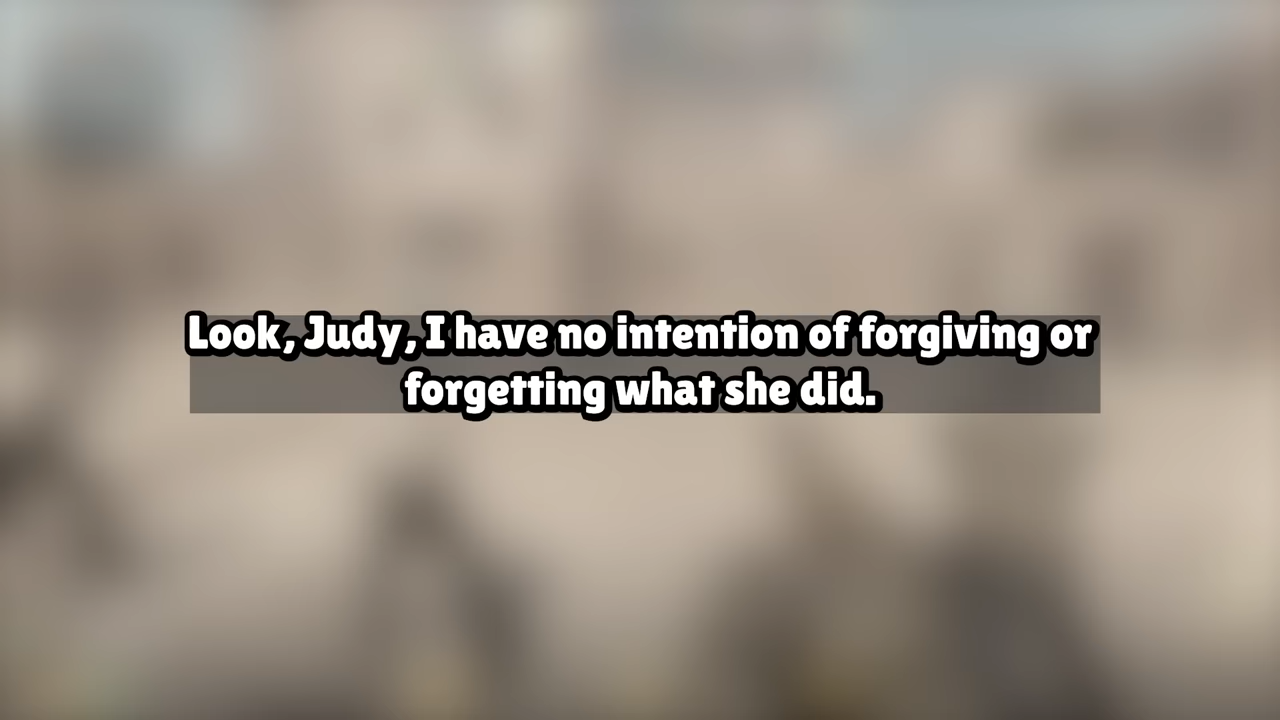 Look, Judy, I have no intention of forgiving or
forgetting what she did.